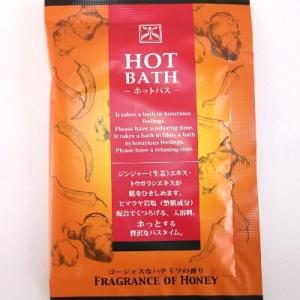 HOT
BATH
－ホットバス－
It takes a bath in luxurious
feelings.
Please have a relaxing time.
It takes a bath in likes a bath
in luxurious feelings.
Please have a relaxing time.
ジンジャー(生姜)エキス・
トウガラシエキスが
肌をひきしめます。
ヒマラヤ岩塩(整肌成分)
配合でくつろげる、入浴料。
ホっとする
贅沢なバスタイム。
ゴージャスなハチミツの香り
FRAGRANCE OF HONEY